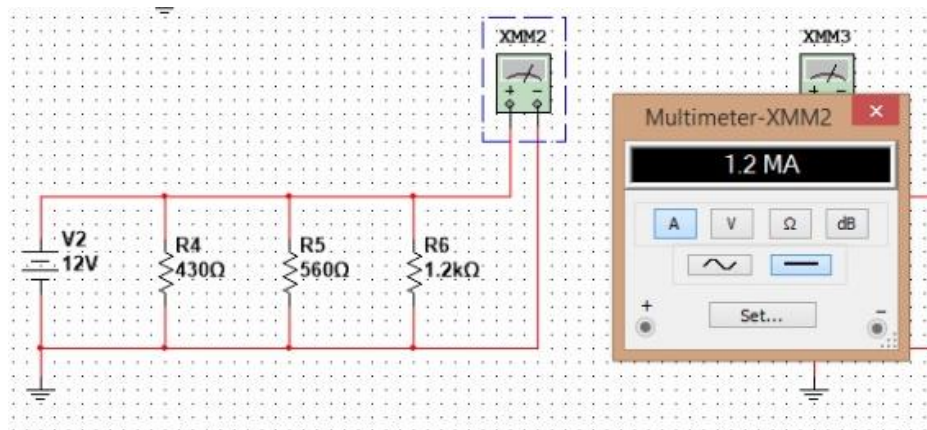 XMM2
XMM3
Multimeter-XMM2
1.2 MA
A V Ω dB
Set...
V2
12V
R4
430Ω
R5
560Ω
R6
1.2kΩ